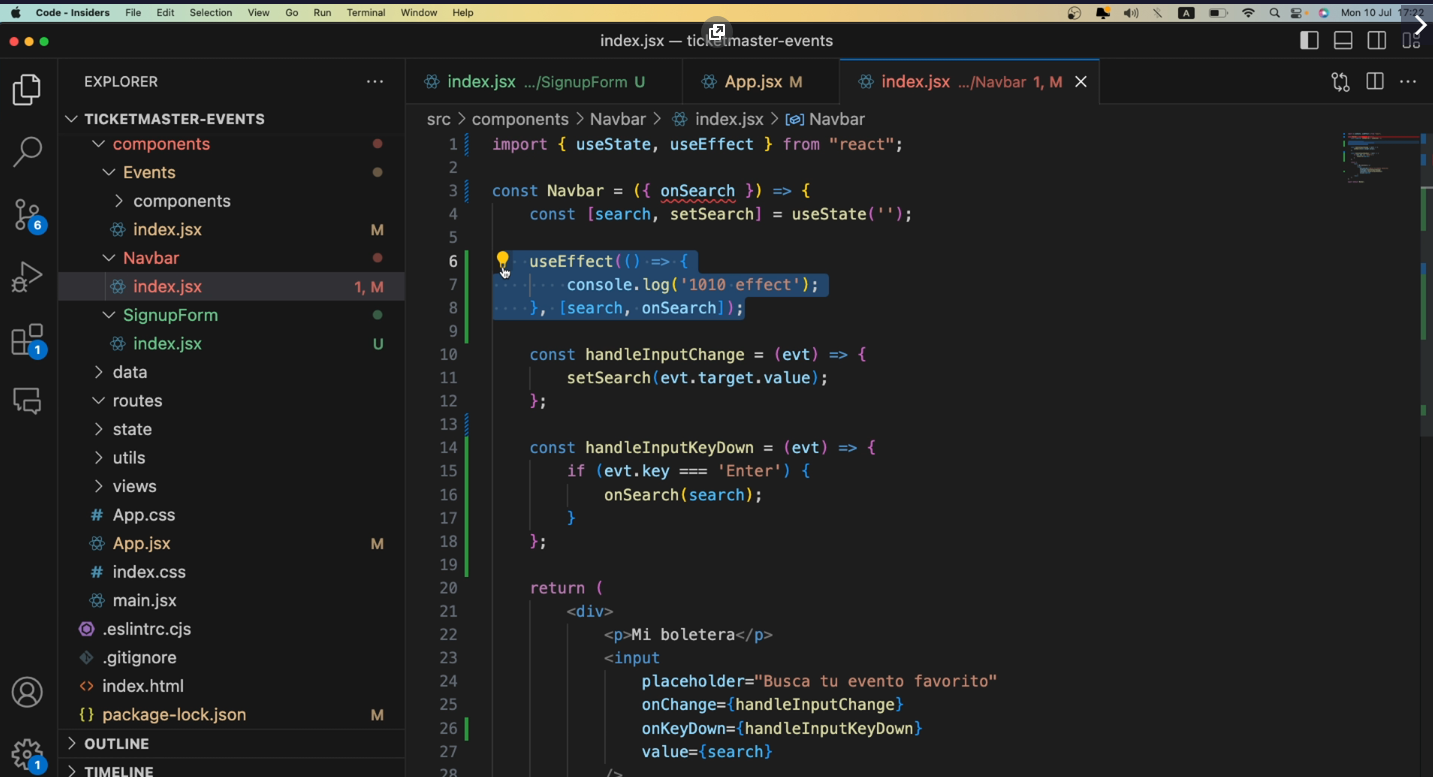 Code - Insiders File Edit Selection View Go Run Terminal Window Help A Mon 10 Jul 17:22
index.jsx — ticketmaster-events
EXPLORER
index.jsx .../SignupForm U App.jsx M index.jsx .../Navbar 1, M
TICKETMASTER-EVENTS
src > components > Navbar > index.jsx > Navbar
components
Events
components
index.jsx M
Navbar
index.jsx 1, M
SignupForm
index.jsx U
data
routes
state
utils
views
# App.css
App.jsx M
# index.css
main.jsx
.eslintrc.cjs
.gitignore
<> index.html
{} package-lock.json M
OUTLINE
TIMELINE
6
1
1
1 import { useState, useEffect } from "react";
2
3 const Navbar = ({ onSearch }) => {
4 const [search, setSearch] = useState('');
5
6 useEffect(() => {
7 console.log('1010 effect');
8 }, [search, onSearch]);
9
10 const handleInputChange = (evt) => {
11 setSearch(evt.target.value);
12 };
13
14 const handleInputKeyDown = (evt) => {
15 if (evt.key === 'Enter') {
16 onSearch(search);
17 }
18 };
19
20 return (
21 <div>
22 <p>Mi boletera</p>
23 <input
24 placeholder="Busca tu evento favorito"
25 onChange={handleInputChange}
26 onKeyDown={handleInputKeyDown}
27 value={search}
28 />